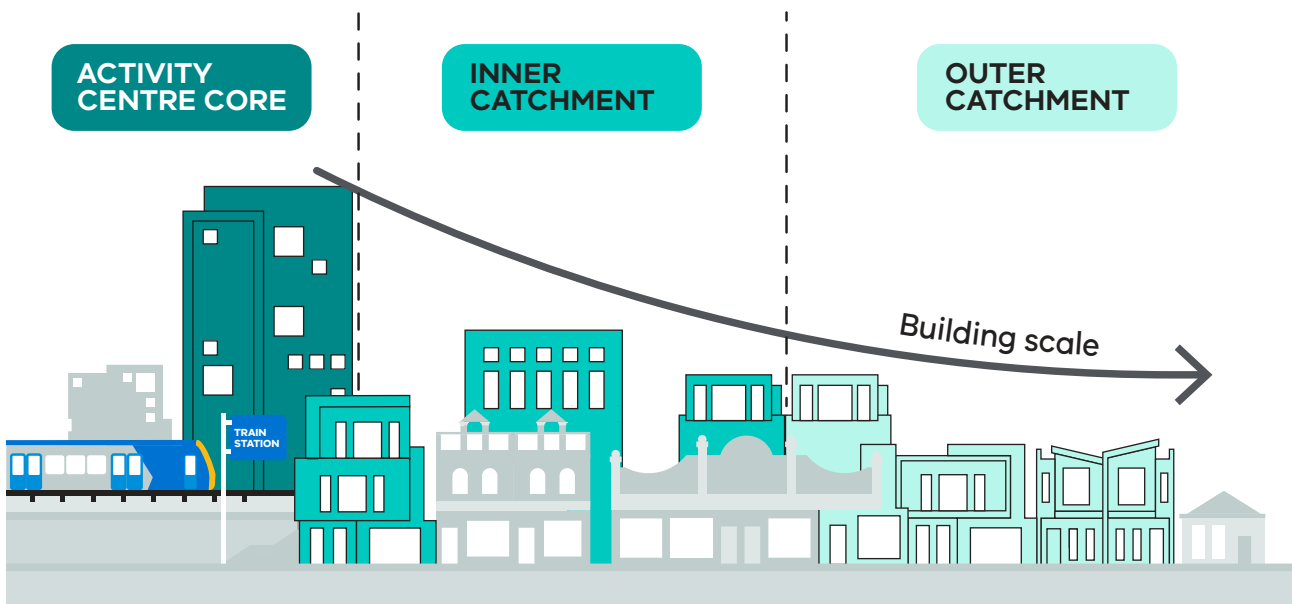 ACTIVITY
CENTRE CORE
INNER
CATCHMENT
OUTER
CATCHMENT
Building scale
TRAIN
STATION